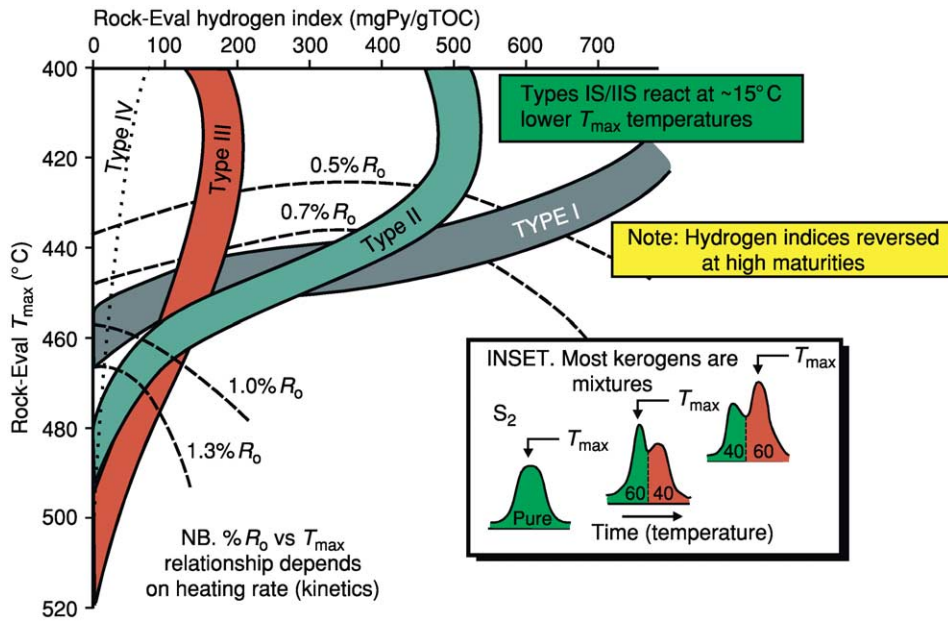 Rock-Eval hydrogen index (mgPy/gTOC)
0 100 200 300 400 500 600 700
400
420
440
460
480
500
520
Rock-Eval Tmax (°C)
Type IV
Type III
Type II
TYPE I
0.5% Ro
0.7% Ro
1.0% Ro
1.3% Ro
Types IS/IIS react at ~15°C
lower Tmax temperatures
Note: Hydrogen indices reversed
at high maturities
INSET. Most kerogens are
mixtures
S2
Tmax
Pure
Tmax
60 40
Tmax
40 60
Time (temperature)
NB. %Ro vs Tmax
relationship depends
on heating rate (kinetics)